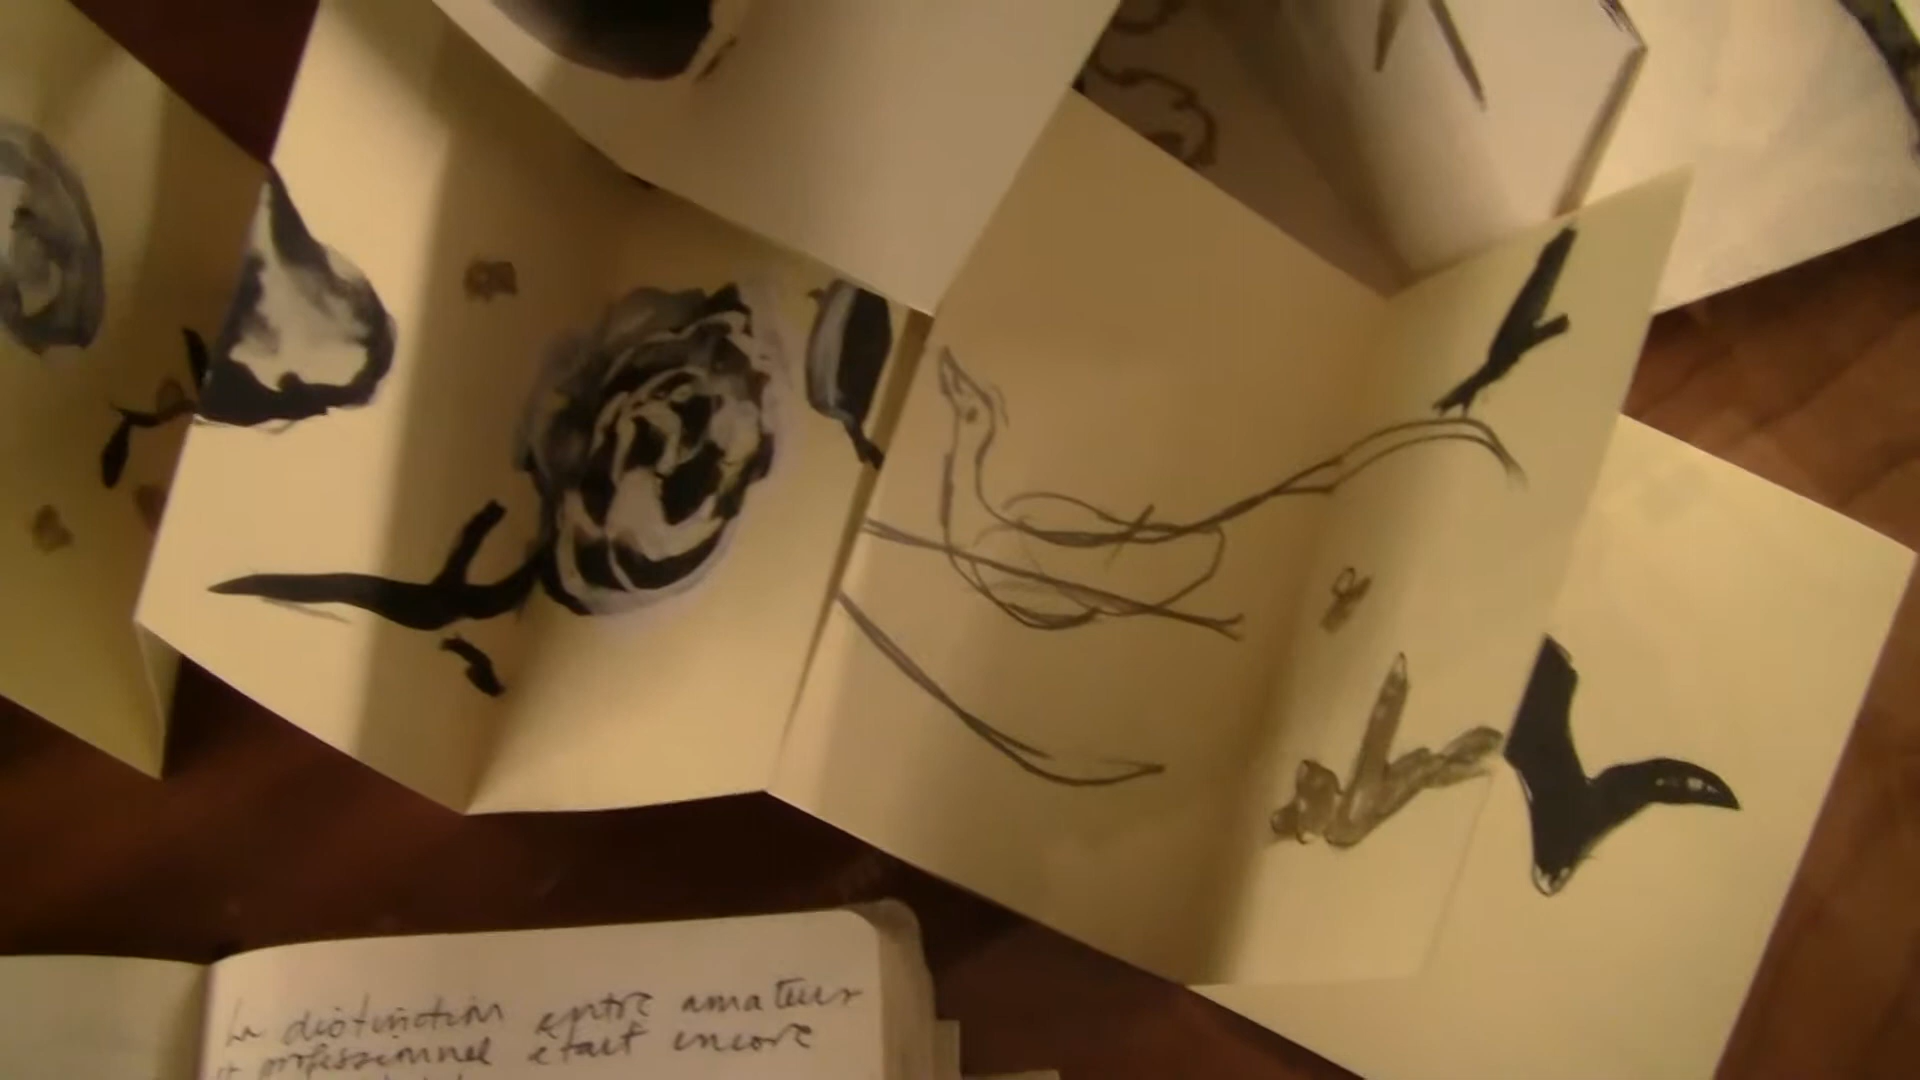 La distinction entre amateur
et professionnel était encore